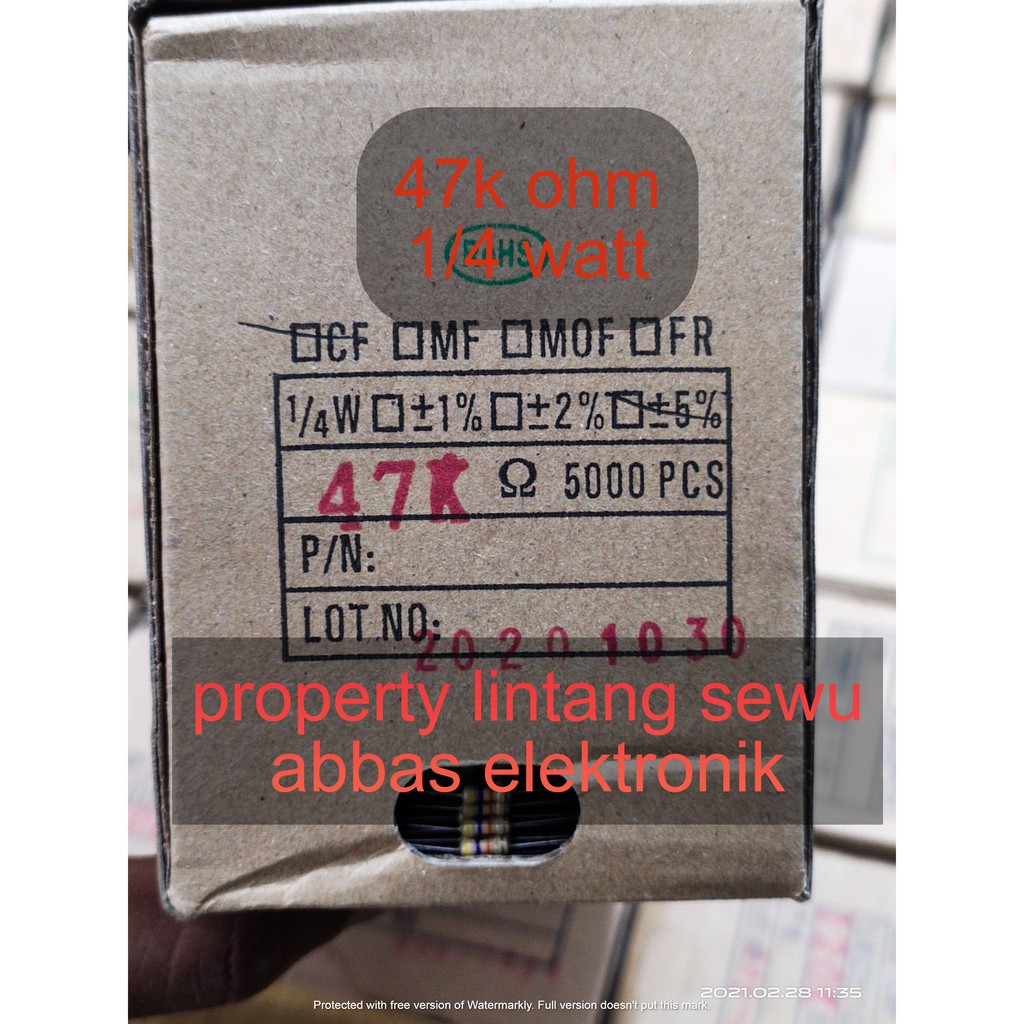 47k ohm
1/4 watt
ROHS
☐CF ☐MF ☐MOF ☐FR
1/4W ☐±1% ☐±2% ☐±5%
47K Ω 5000 PCS
P/N:
LOT NO:
20201030
property lintang sewu
abbas elektronik
2021.02.28 11:35
Protected with free version of Watermarkly. Full version doesn't put this mark.